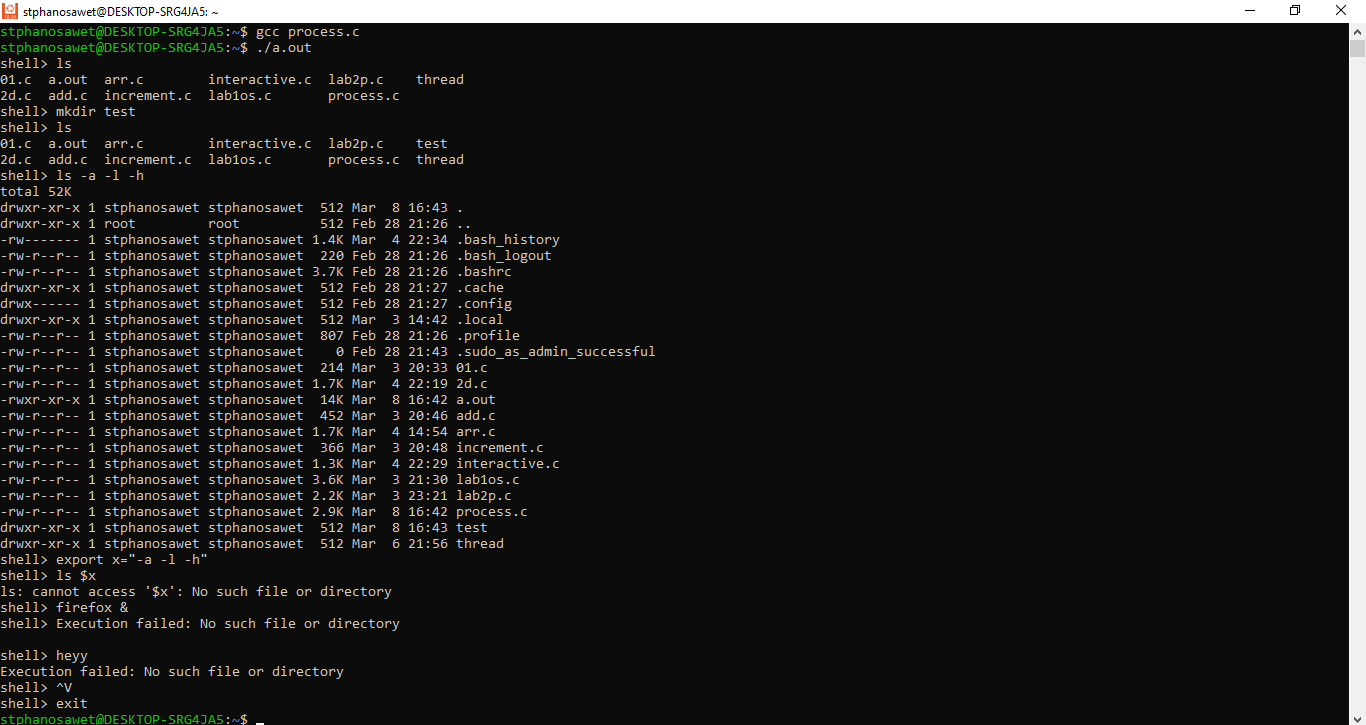 stphanosawet@DESKTOP-SRG4JA5: ~
stphanosawet@DESKTOP-SRG4JA5:~$ gcc process.c
stphanosawet@DESKTOP-SRG4JA5:~$ ./a.out
shell> ls
01.c  a.out  arr.c        interactive.c  lab2p.c    thread
2d.c  add.c  increment.c  lab1os.c       process.c
shell> mkdir test
shell> ls
01.c  a.out  arr.c        interactive.c  lab2p.c    test
2d.c  add.c  increment.c  lab1os.c       process.c  thread
shell> ls -a -l -h
total 52K
drwxr-xr-x 1 stphanosawet stphanosawet  512 Mar  8 16:43 .
drwxr-xr-x 1 root         root          512 Feb 28 21:26 ..
-rw------- 1 stphanosawet stphanosawet 1.4K Mar  4 22:34 .bash_history
-rw-r--r-- 1 stphanosawet stphanosawet  220 Feb 28 21:26 .bash_logout
-rw-r--r-- 1 stphanosawet stphanosawet 3.7K Feb 28 21:26 .bashrc
drwxr-xr-x 1 stphanosawet stphanosawet  512 Feb 28 21:27 .cache
drwx------ 1 stphanosawet stphanosawet  512 Feb 28 21:27 .config
drwxr-xr-x 1 stphanosawet stphanosawet  512 Mar  3 14:42 .local
-rw-r--r-- 1 stphanosawet stphanosawet  807 Feb 28 21:26 .profile
-rw-r--r-- 1 stphanosawet stphanosawet    0 Feb 28 21:43 .sudo_as_admin_successful
-rw-r--r-- 1 stphanosawet stphanosawet  214 Mar  3 20:33 01.c
-rw-r--r-- 1 stphanosawet stphanosawet 1.7K Mar  4 22:19 2d.c
-rwxr-xr-x 1 stphanosawet stphanosawet  14K Mar  8 16:42 a.out
-rw-r--r-- 1 stphanosawet stphanosawet  452 Mar  3 20:46 add.c
-rw-r--r-- 1 stphanosawet stphanosawet 1.7K Mar  4 14:54 arr.c
-rw-r--r-- 1 stphanosawet stphanosawet  366 Mar  3 20:48 increment.c
-rw-r--r-- 1 stphanosawet stphanosawet 1.3K Mar  4 22:29 interactive.c
-rw-r--r-- 1 stphanosawet stphanosawet 3.6K Mar  3 21:30 lab1os.c
-rw-r--r-- 1 stphanosawet stphanosawet 2.2K Mar  3 23:21 lab2p.c
-rw-r--r-- 1 stphanosawet stphanosawet 2.9K Mar  8 16:42 process.c
drwxr-xr-x 1 stphanosawet stphanosawet  512 Mar  8 16:43 test
drwxr-xr-x 1 stphanosawet stphanosawet  512 Mar  6 21:56 thread
shell> export x="-a -l -h"
shell> ls $x
ls: cannot access '$x': No such file or directory
shell> firefox &
shell> Execution failed: No such file or directory
shell> heyy
Execution failed: No such file or directory
shell> ^V
shell> exit
stphanosawet@DESKTOP-SRG4JA5:~$ _